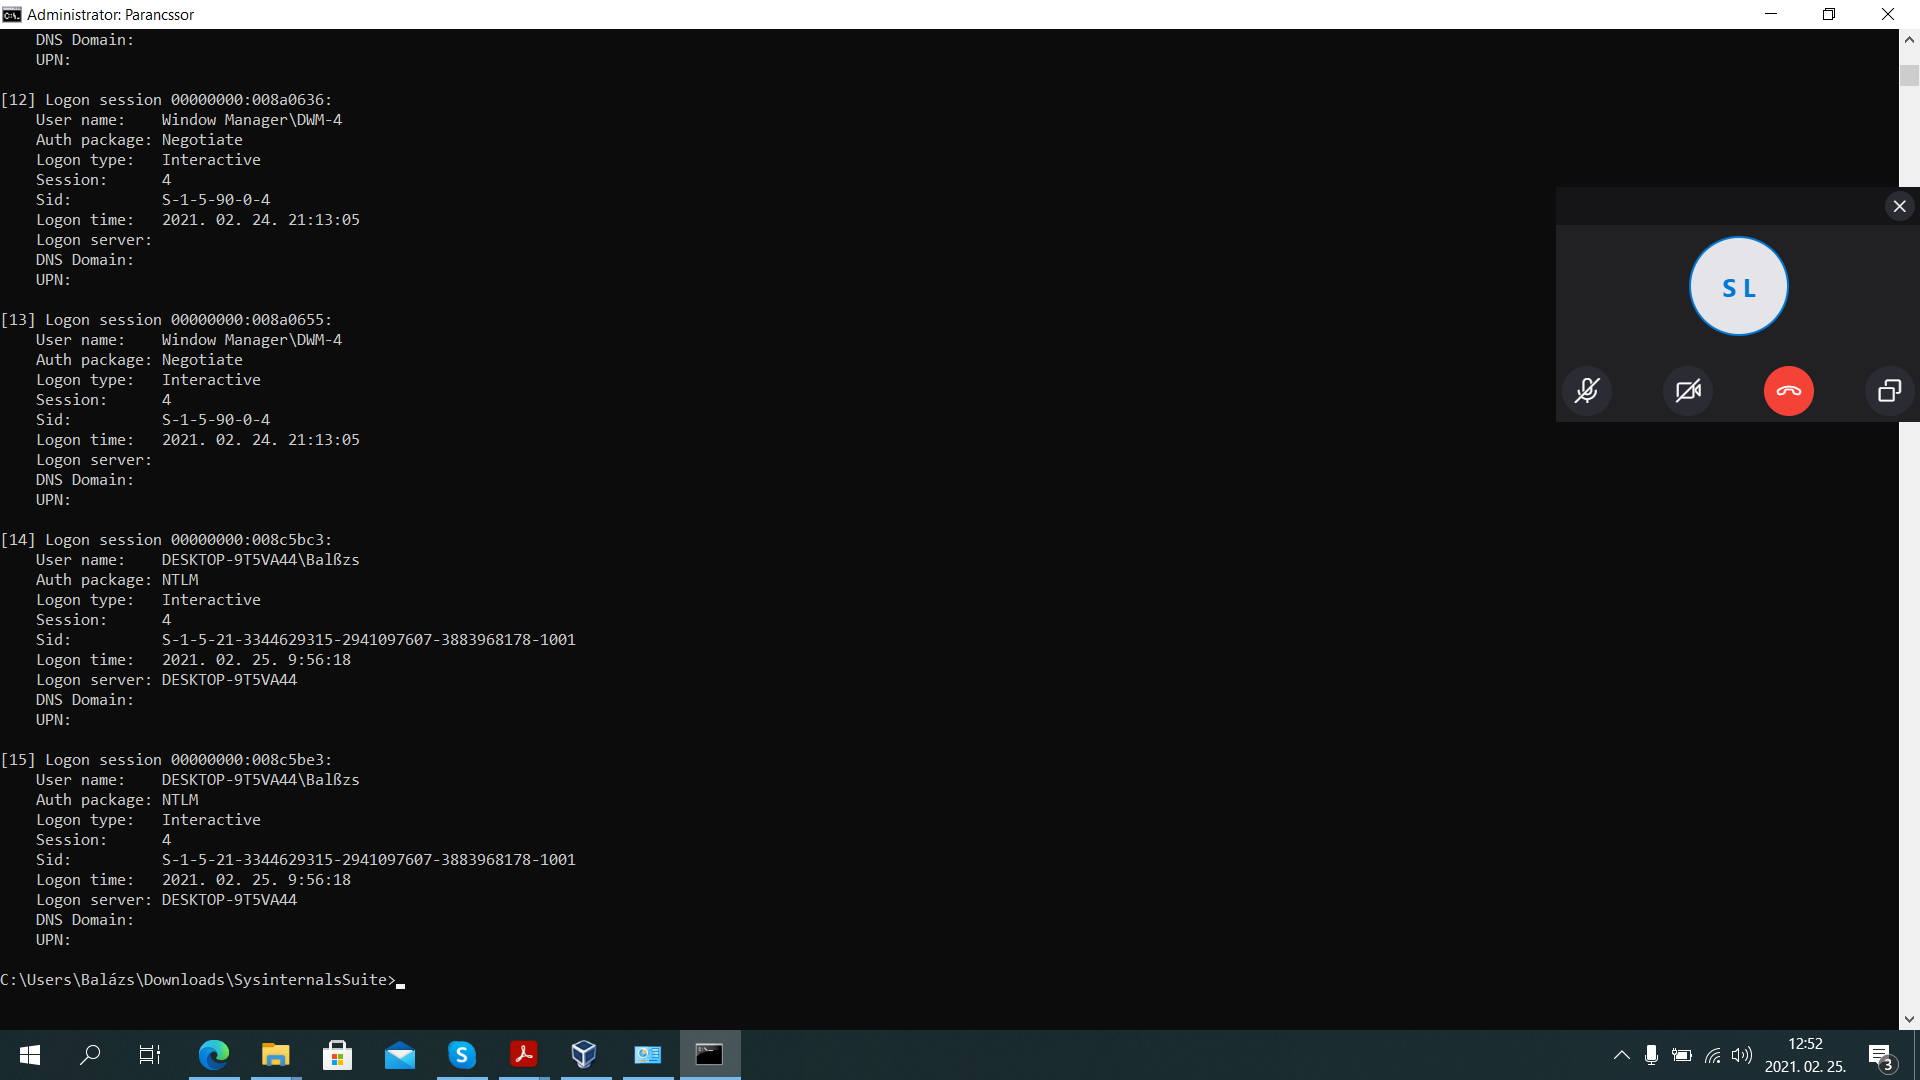 Administrator: Parancssor
    DNS Domain:
    UPN:
[12] Logon session 00000000:008a0636:
    User name:    Window Manager\DWM-4
    Auth package: Negotiate
    Logon type:   Interactive
    Session:      4
    Sid:          S-1-5-90-0-4
    Logon time:   2021. 02. 24. 21:13:05
    Logon server:
    DNS Domain:
    UPN:
[13] Logon session 00000000:008a0655:
    User name:    Window Manager\DWM-4
    Auth package: Negotiate
    Logon type:   Interactive
    Session:      4
    Sid:          S-1-5-90-0-4
    Logon time:   2021. 02. 24. 21:13:05
    Logon server:
    DNS Domain:
    UPN:
[14] Logon session 00000000:008c5bc3:
    User name:    DESKTOP-9T5VA44\Balßzs
    Auth package: NTLM
    Logon type:   Interactive
    Session:      4
    Sid:          S-1-5-21-3344629315-2941097607-3883968178-1001
    Logon time:   2021. 02. 25. 9:56:18
    Logon server: DESKTOP-9T5VA44
    DNS Domain:
    UPN:
[15] Logon session 00000000:008c5be3:
    User name:    DESKTOP-9T5VA44\Balßzs
    Auth package: NTLM
    Logon type:   Interactive
    Session:      4
    Sid:          S-1-5-21-3344629315-2941097607-3883968178-1001
    Logon time:   2021. 02. 25. 9:56:18
    Logon server: DESKTOP-9T5VA44
    DNS Domain:
    UPN:
C:\Users\Balázs\Downloads\SysinternalsSuite>
S L
12:52
2021. 02. 25.
3